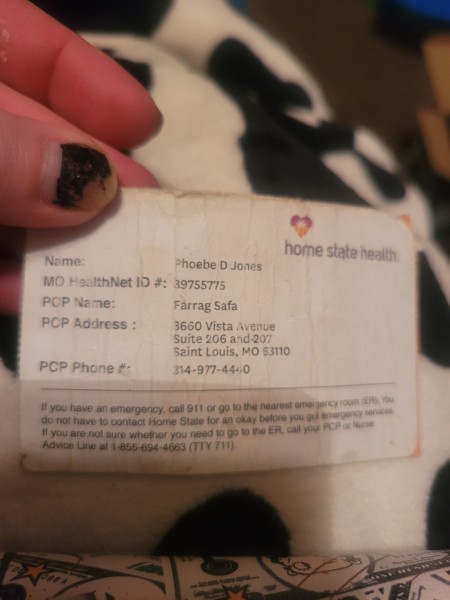 home state health
Name: Phoebe D Jones
MO HealthNet ID #: 39755775
PCP Name: Farrag Safa
PCP Address : 3660 Vista Avenue
Suite 206 and 207
Saint Louis, MO 63110
PCP Phone #: 314-977-4440
If you have an emergency, call 911 or go to the nearest emergency room (ER). You
do not have to contact Home State for an okay before you get emergency services.
If you are not sure whether you need to go to the ER, call your PCP or Nurse
Advice Line at 1-855-694-4663 (TTY 711).